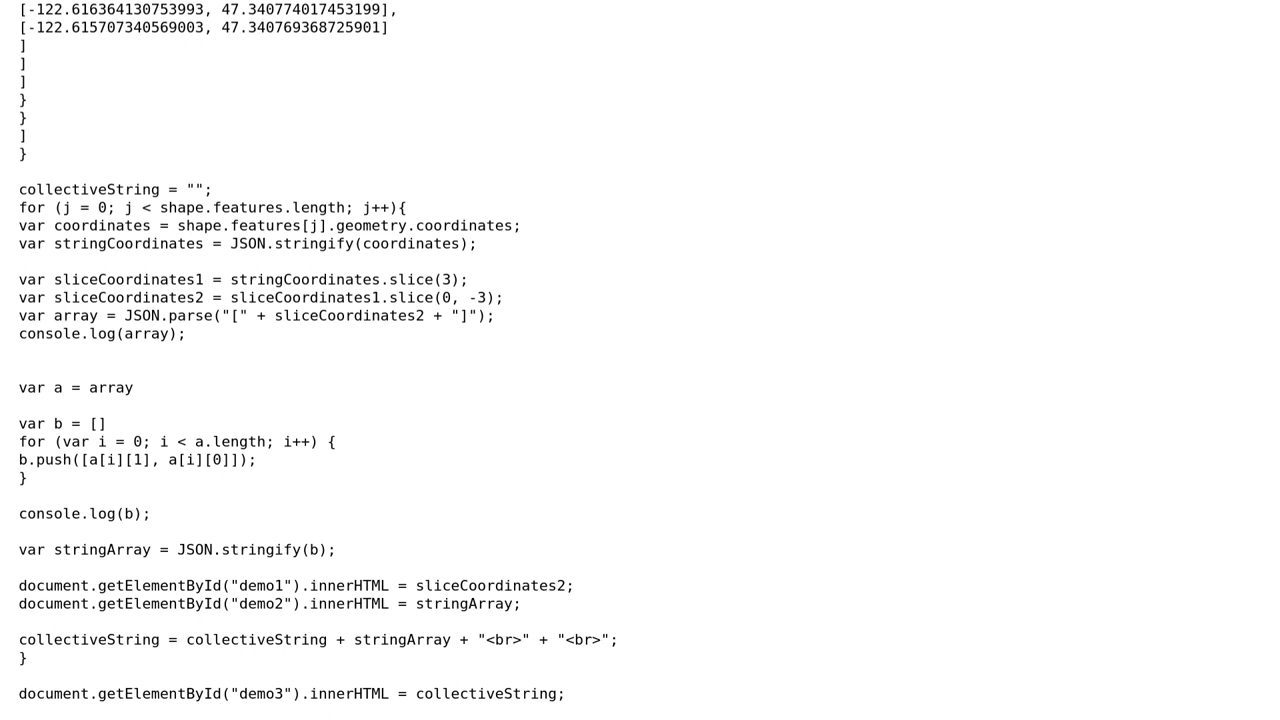 [-122.616364130753993, 47.340774017453199],
[-122.615707340569003, 47.340769368725901]
]
]
]
}
}
]
}
collectiveString = "";
for (j = 0; j < shape.features.length; j++){
var coordinates = shape.features[j].geometry.coordinates;
var stringCoordinates = JSON.stringify(coordinates);
var sliceCoordinates1 = stringCoordinates.slice(3);
var sliceCoordinates2 = sliceCoordinates1.slice(0, -3);
var array = JSON.parse("[" + sliceCoordinates2 + "]");
console.log(array);
var a = array
var b = []
for (var i = 0; i < a.length; i++) {
b.push([a[i][1], a[i][0]]);
}
console.log(b);
var stringArray = JSON.stringify(b);
document.getElementById("demo1").innerHTML = sliceCoordinates2;
document.getElementById("demo2").innerHTML = stringArray;
collectiveString = collectiveString + stringArray + "<br>" + "<br>";
}
document.getElementById("demo3").innerHTML = collectiveString;